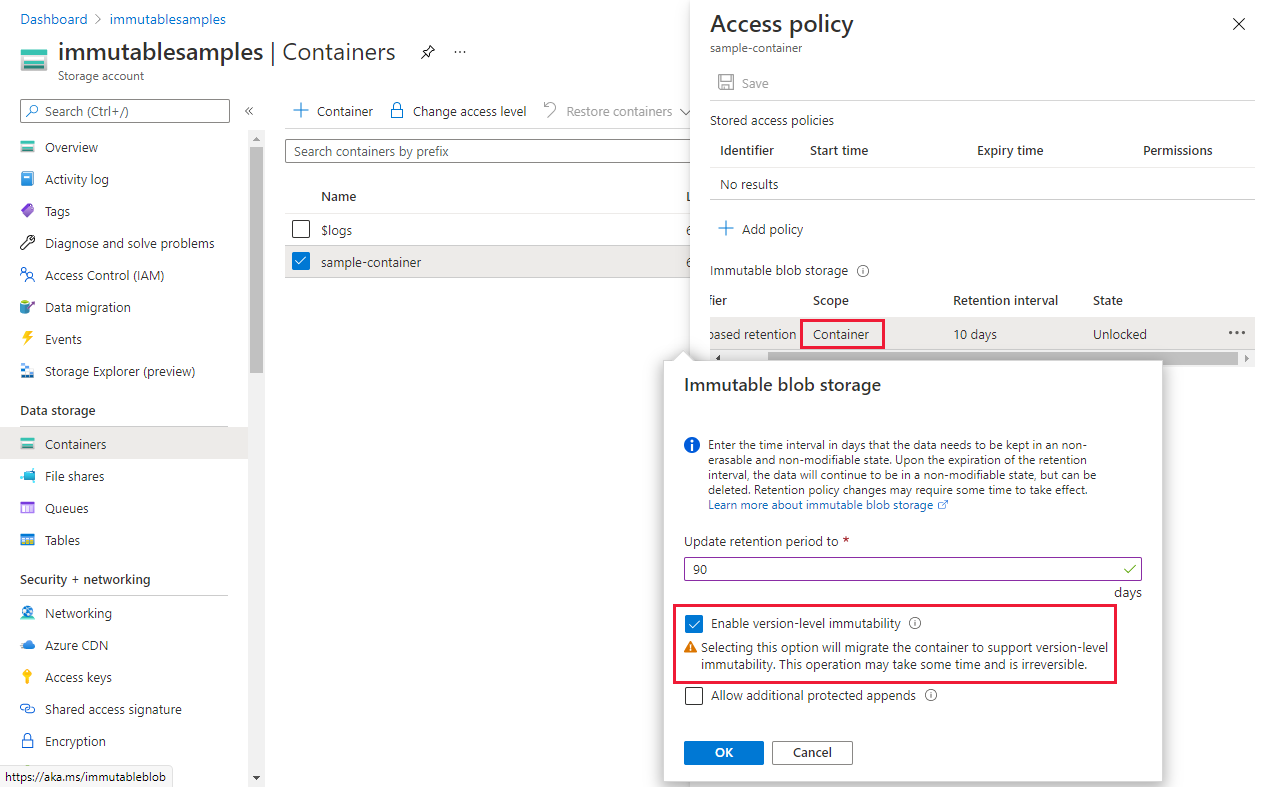 Dashboard > immutablesamples
immutablesamples | Containers ...
Storage account
Search (Ctrl+/)
«
Overview
Activity log
Tags
Diagnose and solve problems
Access Control (IAM)
Data migration
Events
Storage Explorer (preview)
Data storage
Containers
File shares
Queues
Tables
Security + networking
Networking
Azure CDN
Access keys
Shared access signature
Encryption
https://aka.ms/immutableblob
+ Container Change access level Restore containers
Search containers by prefix
Name
$logs
sample-container
Access policy
sample-container
Save
Stored access policies
Identifier Start time Expiry time Permissions
No results
+ Add policy
Immutable blob storage
fier Scope Retention interval State
based retention Container 10 days Unlocked ...
Immutable blob storage
Enter the time interval in days that the data needs to be kept in an non-
erasable and non-modifiable state. Upon the expiration of the retention
interval, the data will continue to be in a non-modifiable state, but can be
deleted. Retention policy changes may require some time to take effect.
Learn more about immutable blob storage
Update retention period to *
90
days
Enable version-level immutability
Selecting this option will migrate the container to support version-level
immutability. This operation may take some time and is irreversible.
Allow additional protected appends
OK Cancel